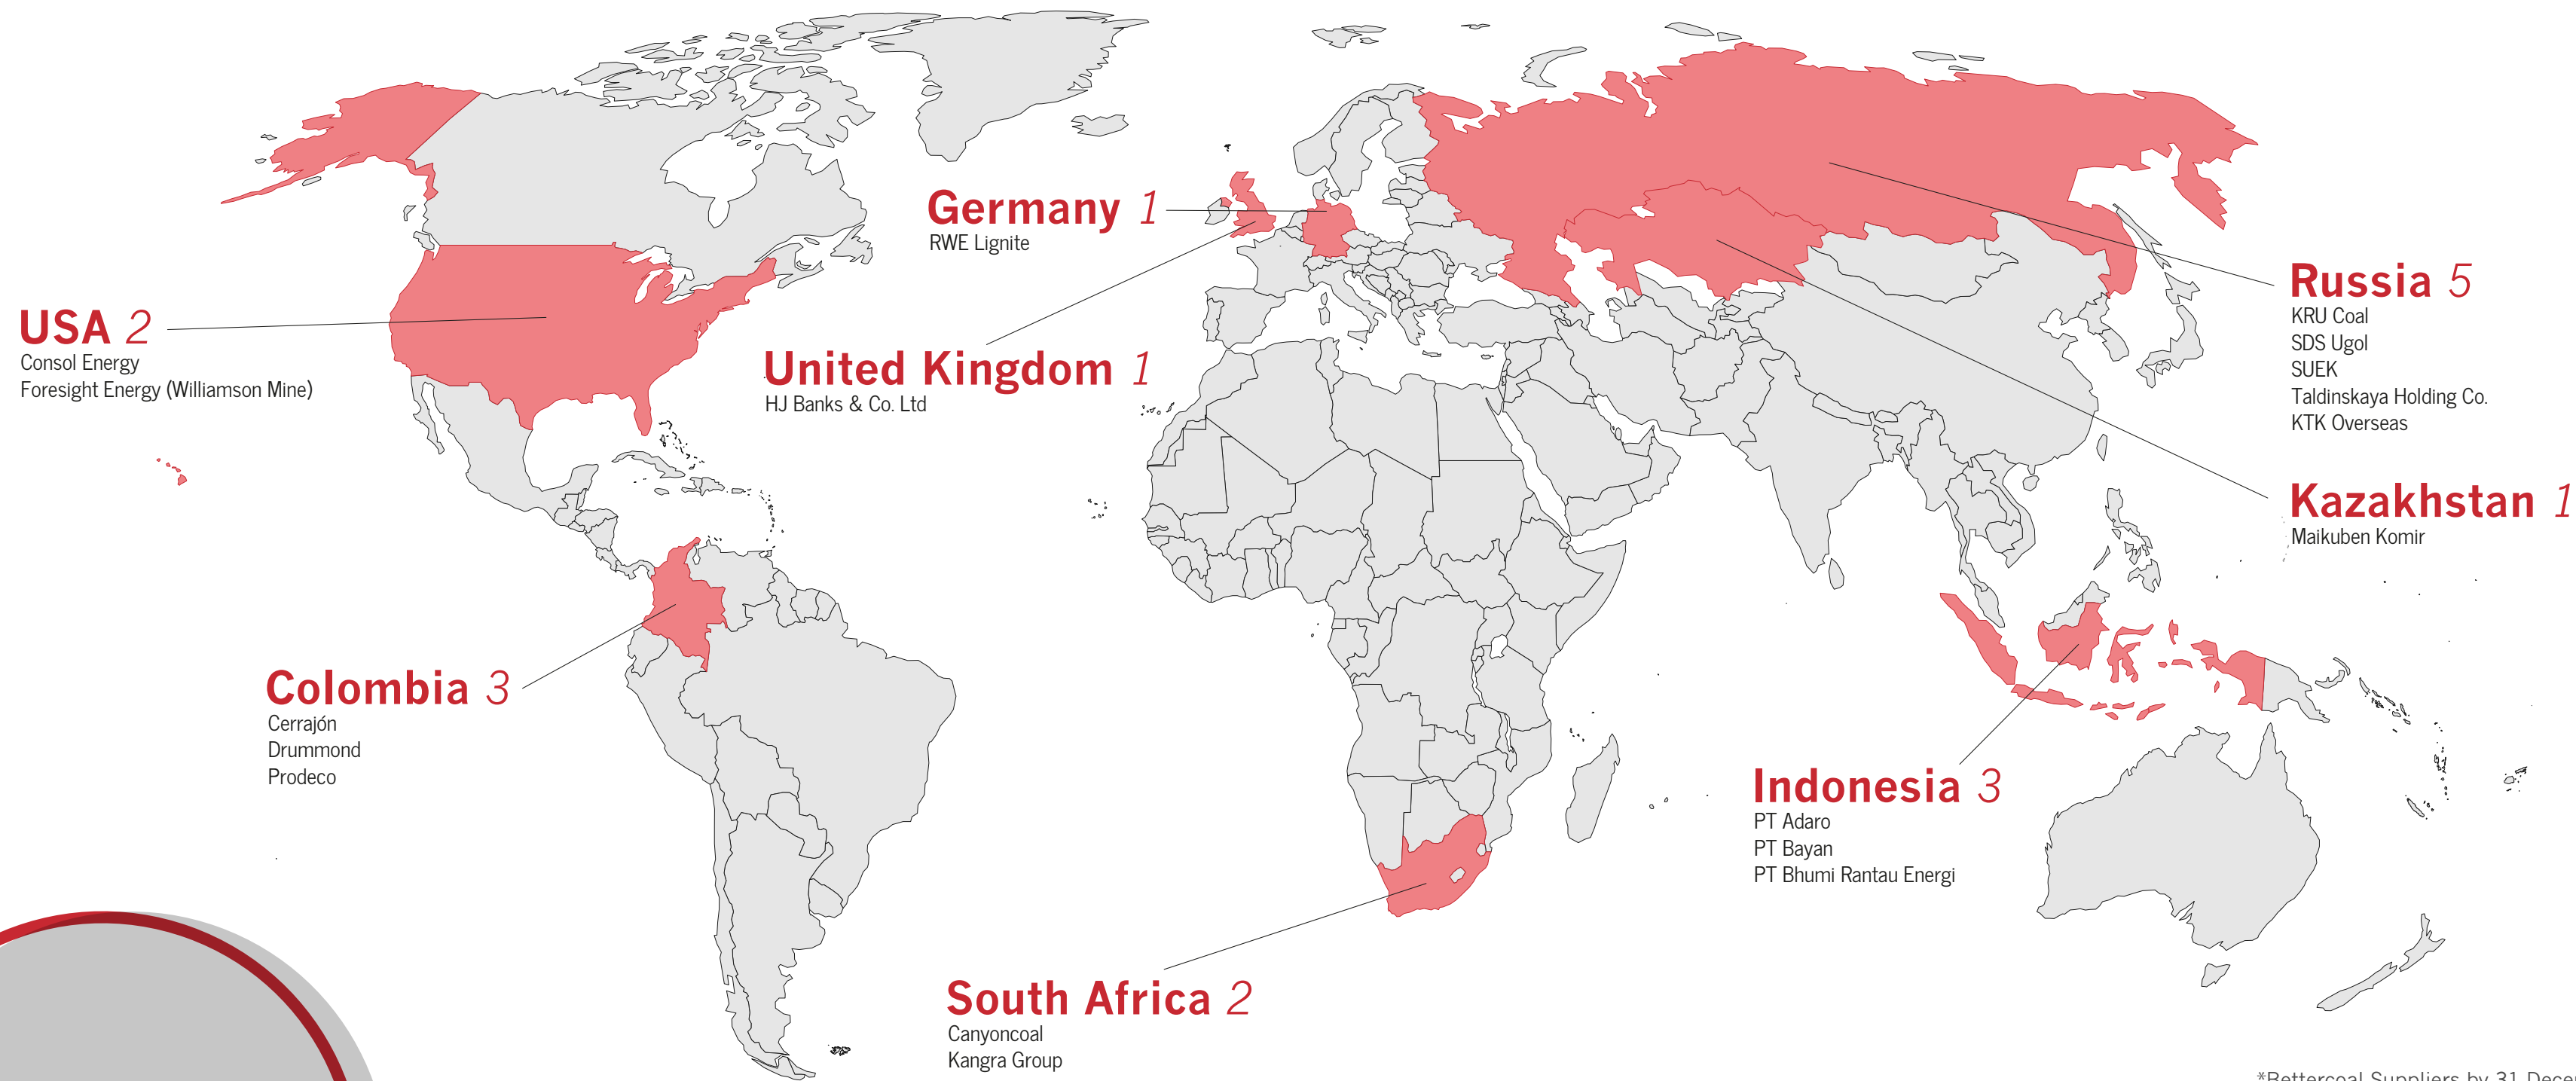 Germany 1
RWE Lignite
USA 2
Consol Energy
Foresight Energy (Williamson Mine)
United Kingdom 1
HJ Banks & Co. Ltd
Russia 5
KRU Coal
SDS Ugol
SUEK
Taldinskaya Holding Co.
KTK Overseas
Kazakhstan 1
Maikuben Komir
Colombia 3
Cerrajón
Drummond
Prodeco
Indonesia 3
PT Adaro
PT Bayan
PT Bhumi Rantau Energi
South Africa 2
Canyoncoal
Kangra Group
*Bettercoal Suppliers by 31